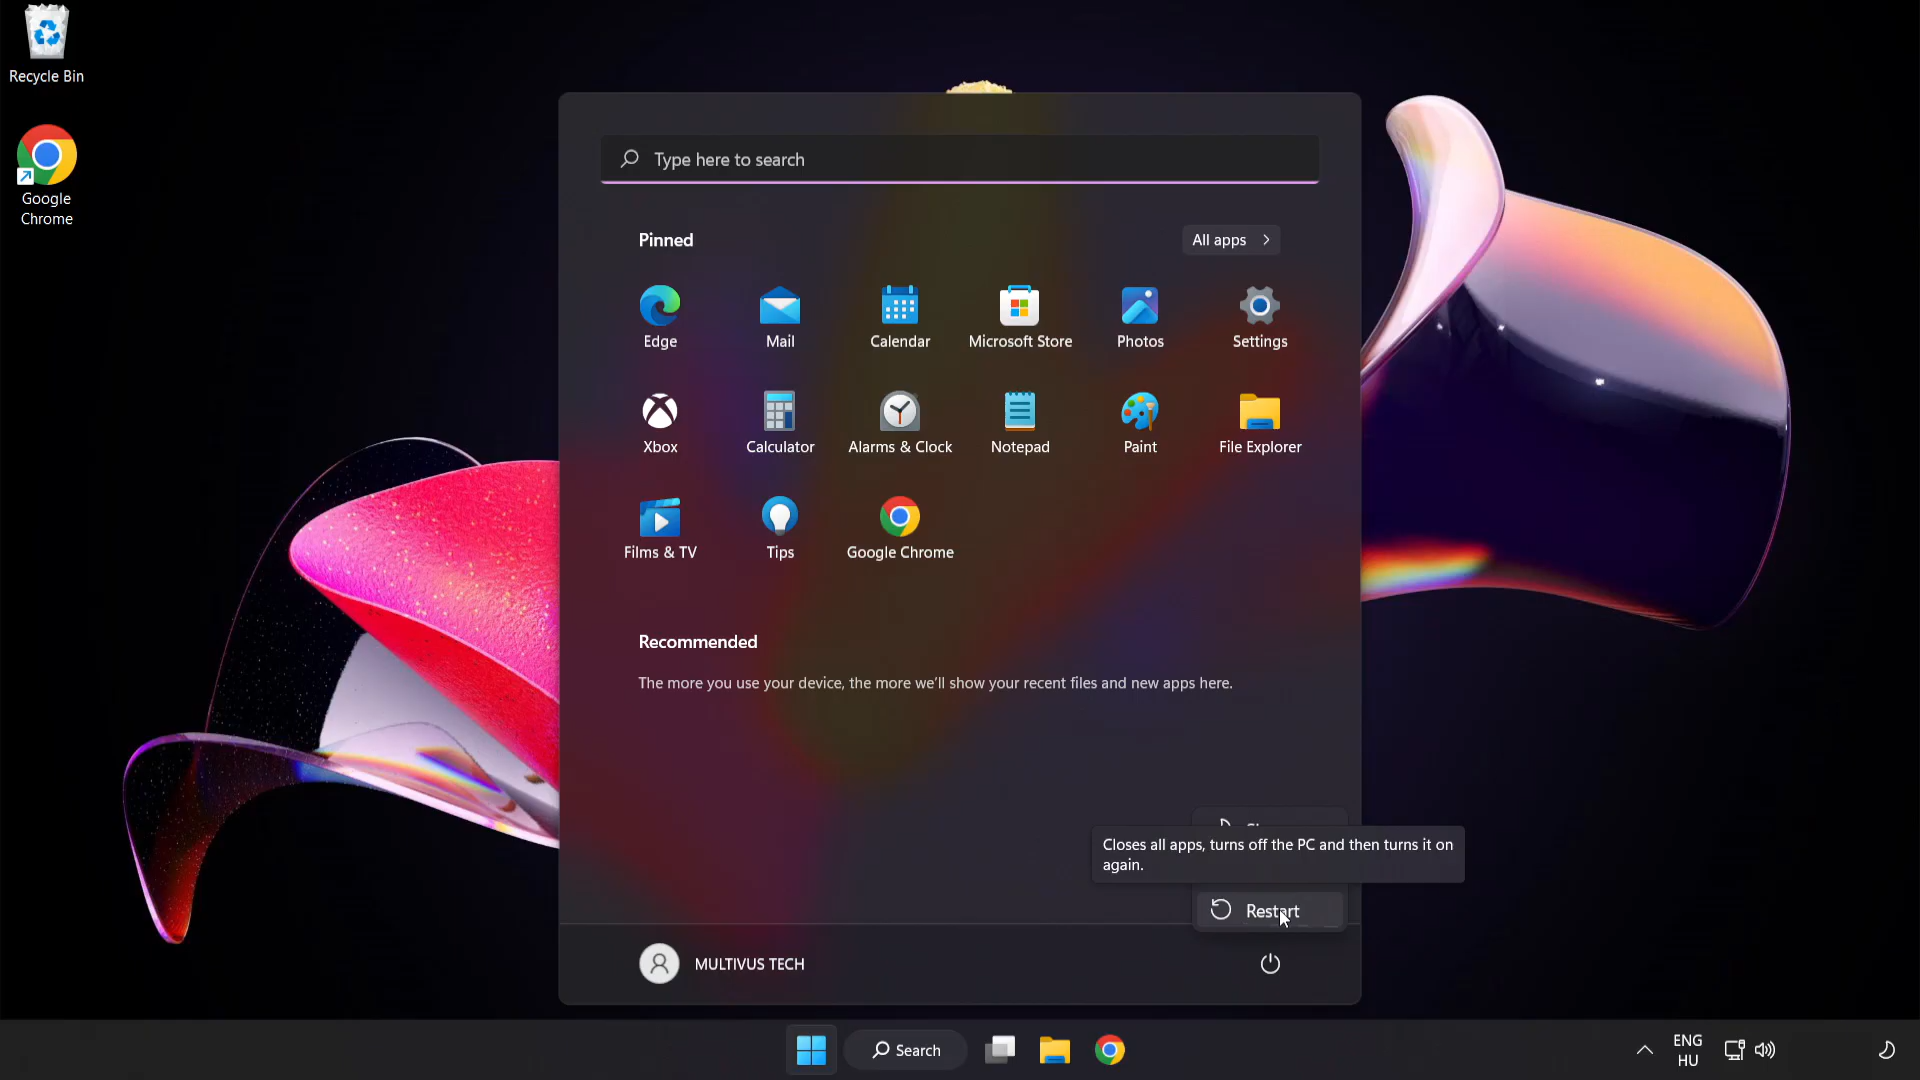 Recycle Bin
Google
Chrome
Type here to search
Pinned
All apps
Edge
Mail
Calendar
Microsoft Store
Photos
Settings
Xbox
Calculator
Alarms & Clock
Notepad
Paint
File Explorer
Films & TV
Tips
Google Chrome
Recommended
The more you use your device, the more we'll show your recent files and new apps here.
Closes all apps, turns off the PC and then turns it on
again.
Restart
MULTIVUS TECH
Search
ENG
HU